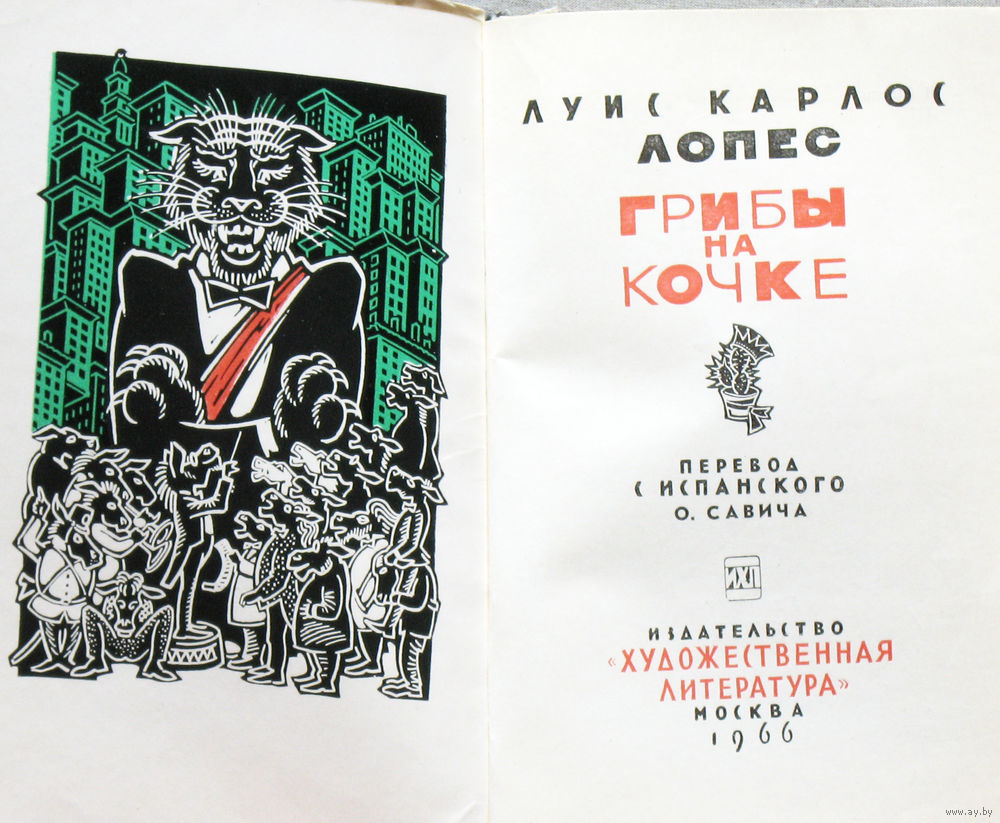 ЛУИС КАРЛОС
ЛОПЕС
ГРИБЫ
НА
КОЧКЕ
ПЕРЕВОД
С ИСПАНСКОГО
О. САВИЧА
ИХЛ
ИЗДАТЕЛЬСТВО
«ХУДОЖЕСТВЕННАЯ
ЛИТЕРАТУРА»
МОСКВА
1966
www.ay.by